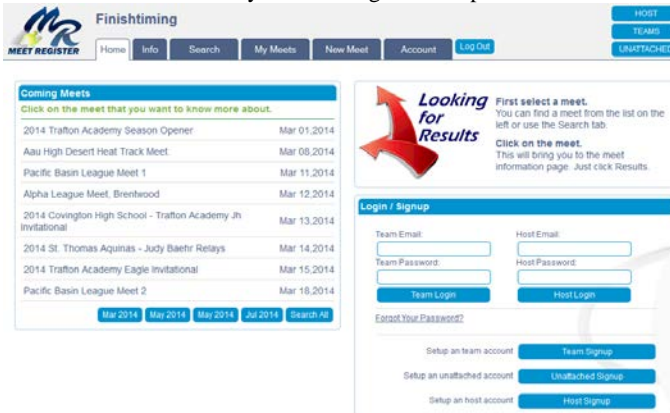 Finishtiming
MR
MEET REGISTER
Home Info Search My Meets New Meet Account Log Out
HOST
TEAMS
UNATTACHED
Coming Meets
Click on the meet that you want to know more about.
2014 Trafton Academy Season Opener Mar 01,2014
Aau High Desert Heat Track Meet Mar 08,2014
Pacific Basin League Meet 1 Mar 11,2014
Alpha League Meet, Brentwood Mar 12,2014
2014 Covington High School - Trafton Academy Jh
Invitational Mar 13,2014
2014 St. Thomas Aquinas - Judy Baehr Relays Mar 14,2014
2014 Trafton Academy Eagle Invitational Mar 15,2014
Pacific Basin League Meet 2 Mar 18,2014
Mar 2014 May 2014 May 2014 Jul 2014 Search All
Looking
for
Results
First select a meet.
You can find a meet from the list on the
left or use the Search tab.
Click on the meet.
This will bring you to the meet
information page. Just click Results.
Login / Signup
Team Email: Host Email:
Team Password: Host Password:
Team Login Host Login
Forgot Your Password?
Setup an team account Team Signup
Setup an unattached account Unattached Signup
Setup an host account Host Signup